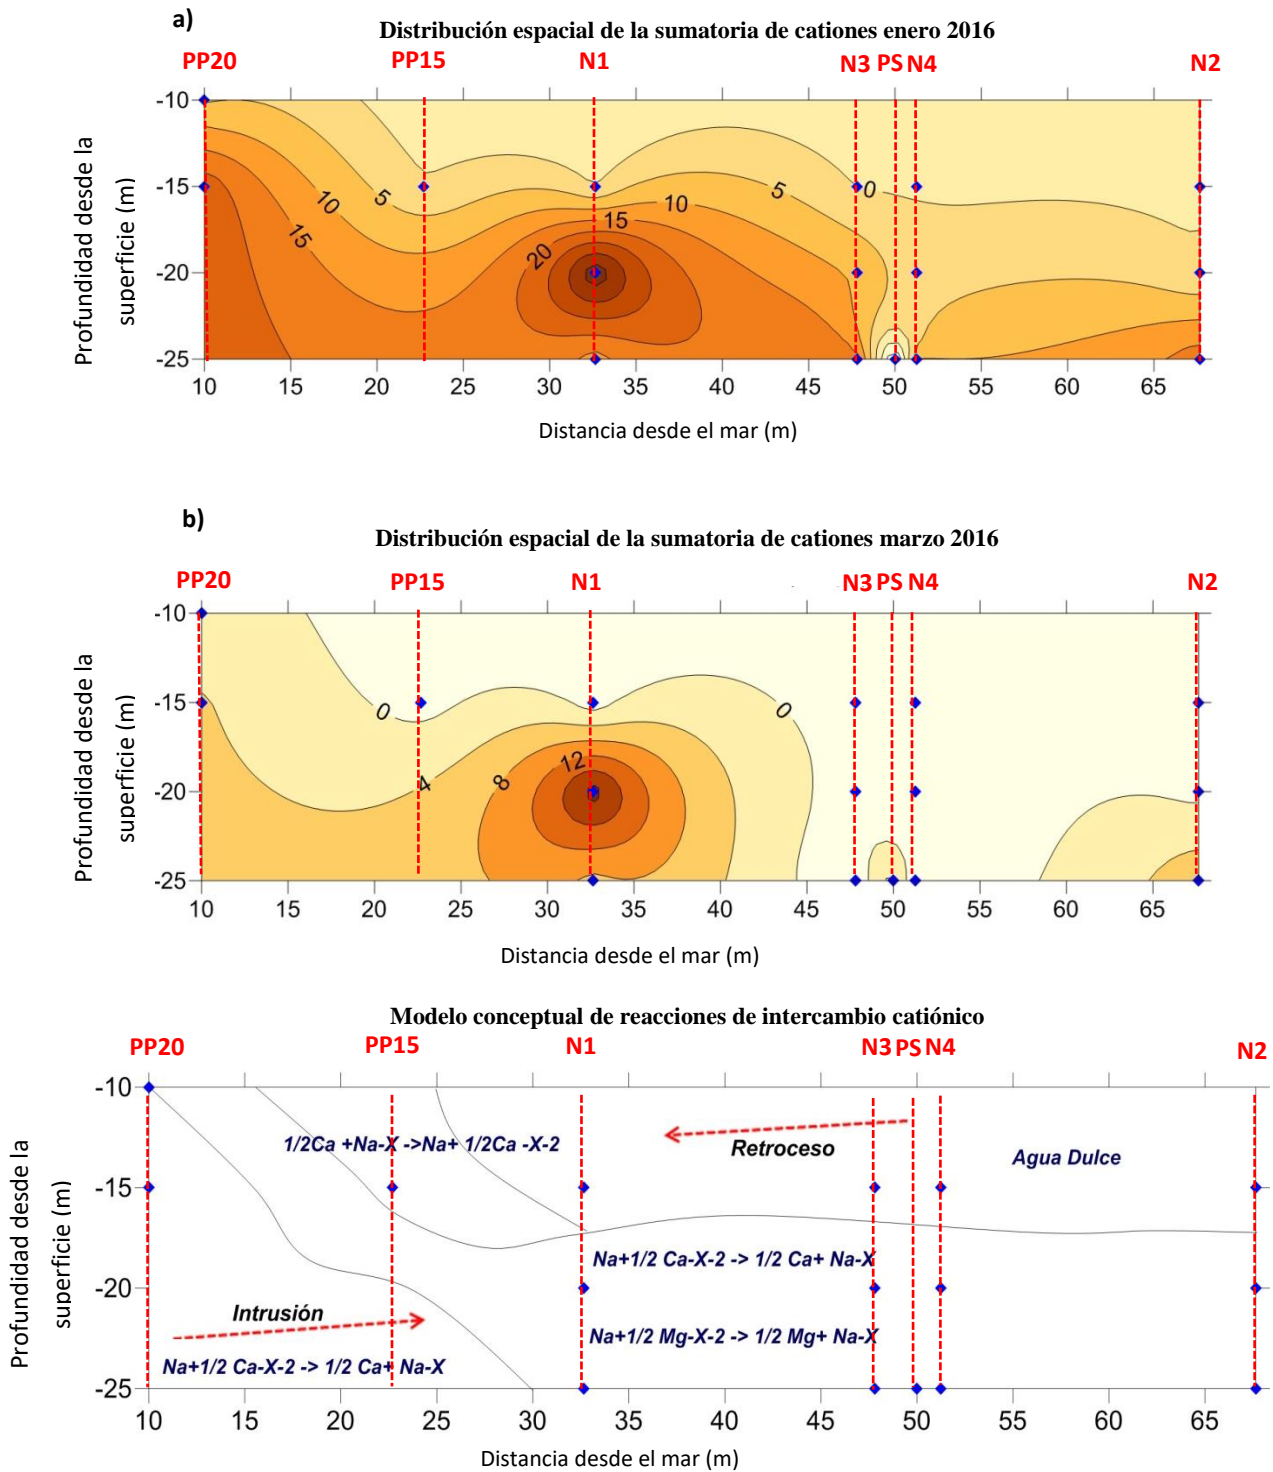 a)
Distribución espacial de la sumatoria de cationes enero 2016
PP20 PP15 N1 N3 PS N4 N2
Profundidad desde la
superficie (m)
-10
-15
-20
-25
0
5
5
10
10
15
15
20
10 15 20 25 30 35 40 45 50 55 60 65
Distancia desde el mar (m)
b)
Distribución espacial de la sumatoria de cationes marzo 2016
PP20 PP15 N1 N3 PS N4 N2
Profundidad desde la
superficie (m)
-10
-15
-20
-25
0
0
4
8
12
10 15 20 25 30 35 40 45 50 55 60 65
Distancia desde el mar (m)
Modelo conceptual de reacciones de intercambio catiónico
PP20 PP15 N1 N3 PS N4 N2
Profundidad desde la
superficie (m)
-10
-15
-20
-25
1/2Ca +Na-X ->Na+ 1/2Ca -X-2
Retroceso
Agua Dulce
Na+1/2 Ca-X-2 -> 1/2 Ca+ Na-X
Intrusión
Na+1/2 Mg-X-2 -> 1/2 Mg+ Na-X
Na+1/2 Ca-X-2 -> 1/2 Ca+ Na-X
10 15 20 25 30 35 40 45 50 55 60 65
Distancia desde el mar (m)